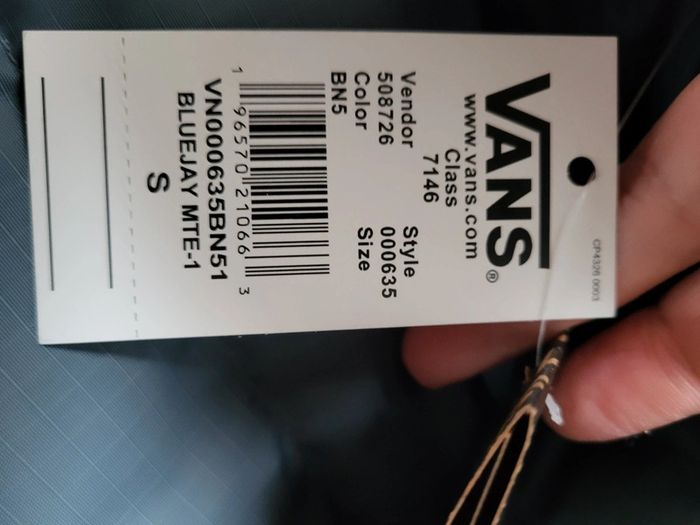 CP4326 0003
VANS®
www.vans.com
Class
7146
Vendor Style
508726 000635
Color Size
BN5
1 96570 21066 3
VN000635BN51
BLUEJAY MTE-1
S